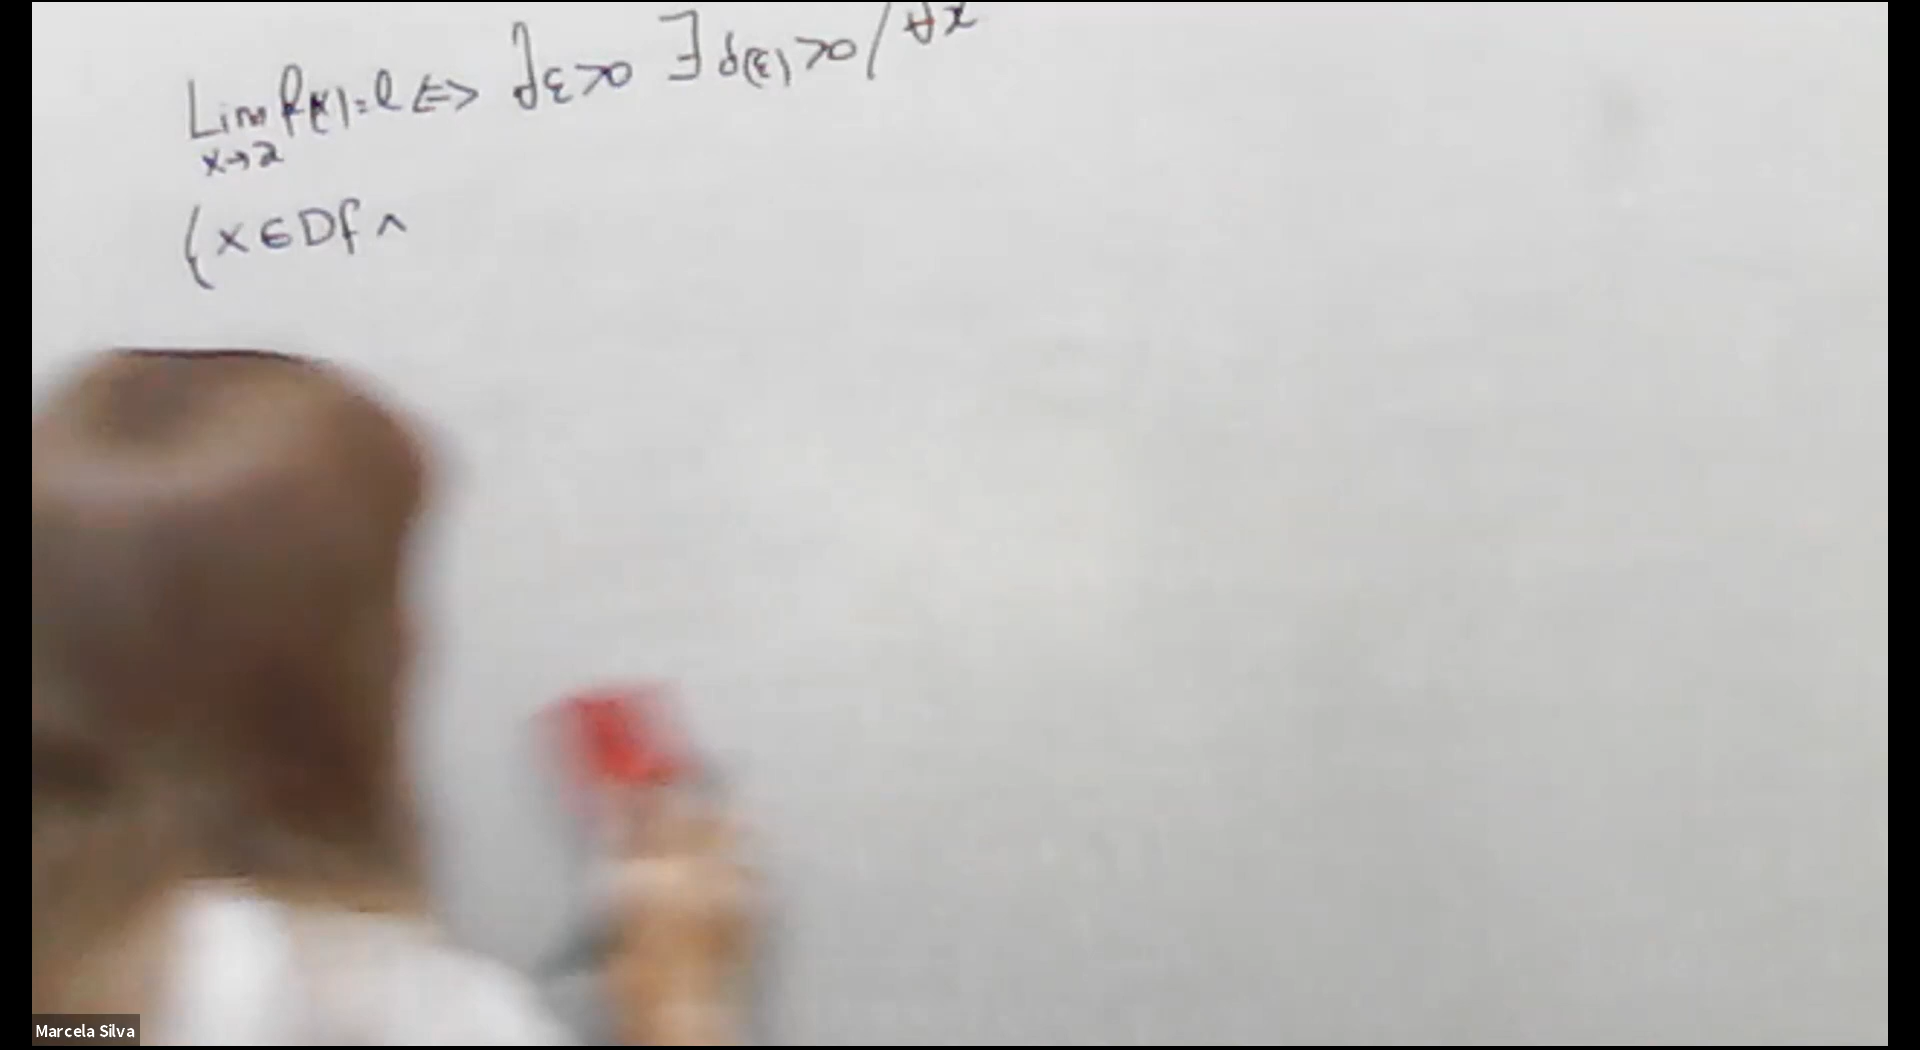 Lim f(x) = l <=> ∀ε>0 ∃ δ(ε)>0 / ∀x
x→a
(x ∈ Df ∧
Marcela Silva